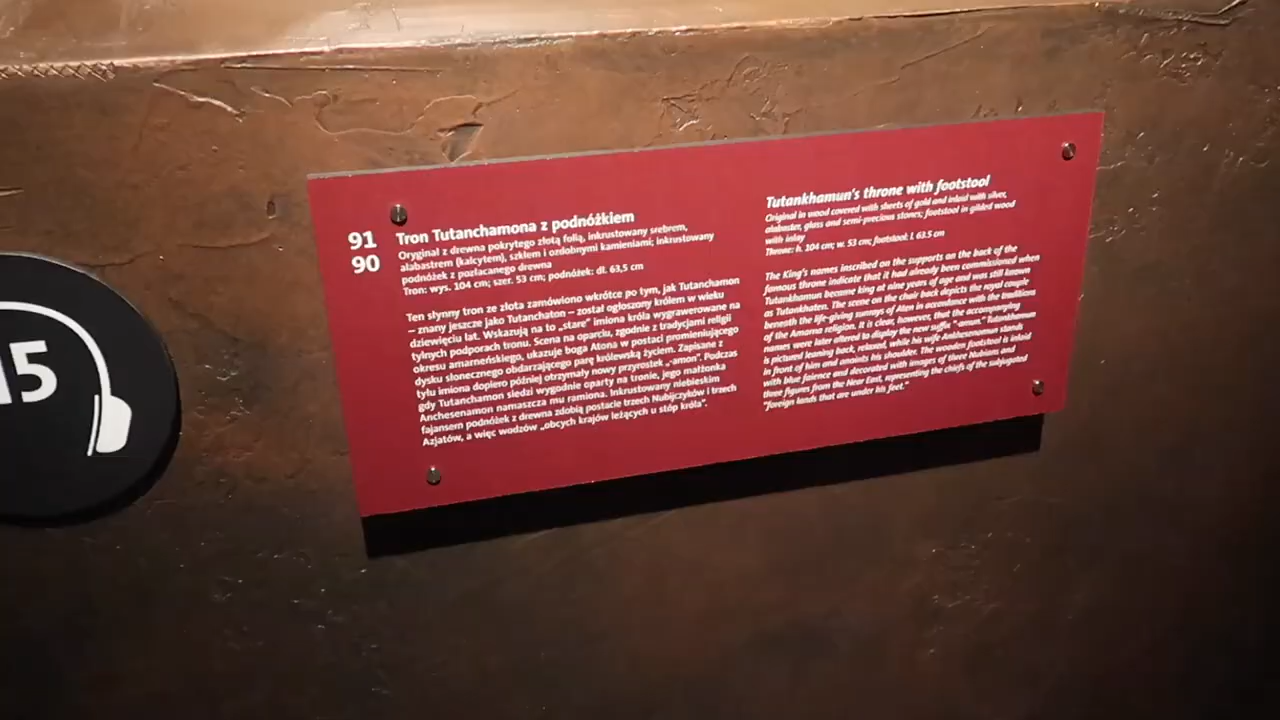 15
91
90
Tron Tutanchamona z podnóżkiem
Oryginał z drewna pokrytego złotą folią, inkrustowany srebrem,
alabastrem (kalcytem), szkłem i ozdobnymi kamieniami; inkrustowany
podnóżek z pozłacanego drewna
Tron: wys. 104 cm; szer. 53 cm; podnóżek: dł. 63,5 cm
Ten słynny tron ze złota zamówiono wkrótce po tym, jak Tutanchamon
– znany jeszcze jako Tutanchaton – został ogłoszony królem w wieku
dziewięciu lat. Wskazują na to „stare” imiona króla wygrawerowane na
tylnych podporach tronu. Scena na oparciu, zgodnie z tradycjami religii
okresu amarneńskiego, ukazuje boga Atona w postaci promieniującego
dysku słonecznego obdarzającego parę królewską życiem. Zapisane z
tyłu imiona dopiero później otrzymały nowy przyrostek „-amon”. Podczas
gdy Tutanchamon siedzi wygodnie oparty na tronie, jego małżonka
Anchesenamon namaszcza mu ramiona. Inkrustowany niebieskim
fajansem podnóżek z drewna zdobią postacie trzech Nubijczyków i trzech
Azjatów, a więc wodzów „obcych krajów leżących u stóp króla”.
Tutankhamun's throne with footstool
Original in wood covered with sheets of gold and inlaid with silver,
alabaster, glass and semi-precious stones; footstool in gilded wood
with inlay
Throne: h. 104 cm; w. 53 cm; footstool: l. 63.5 cm
The King's names inscribed on the supports on the back of the
famous throne indicate that it had already been commissioned when
Tutankhamun became king at nine years of age and was still known
as Tutankhaten. The scene on the chair back depicts the royal couple
beneath the life-giving sunrays of Aten in accordance with the traditions
of the Amarna religion. It is clear, however, that the accompanying
names were later altered to display the new suffix "-amun." Tutankhamun
is pictured leaning back, relaxed, while his wife Ankhesenamun stands
in front of him and anoints his shoulder. The wooden footstool is inlaid
with blue faience and decorated with images of three Nubians and
three figures from the Near East, representing the chiefs of the subjugated
"foreign lands that are under his feet."